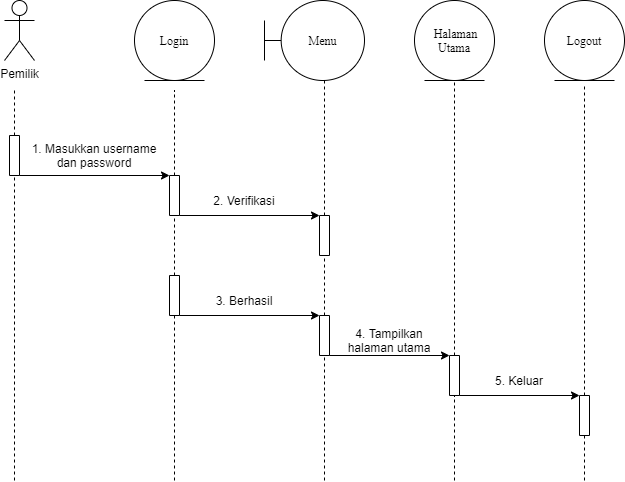 Pemilik
Login
Menu
Halaman
Utama
Logout
1. Masukkan username
dan password
2. Verifikasi
3. Berhasil
4. Tampilkan
halaman utama
5. Keluar